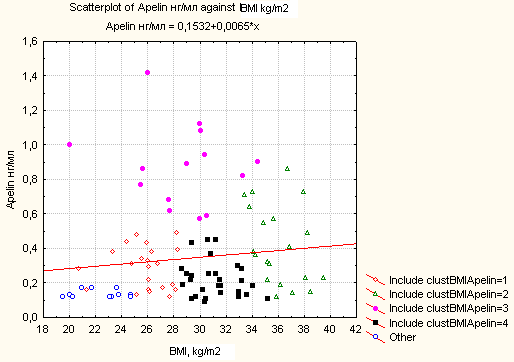 Scatterplot of Apelin нг/мл against BMI kg/m2
Apelin нг/мл = 0,1532+0,0065*x
1,6
1,4
1,2
1,0
0,8
0,6
0,4
0,2
0,0
Apelin нг/мл
18 20 22 24 26 28 30 32 34 36 38 40 42
BMI, kg/m2
Include clustBMIApelin=1
Include clustBMIApelin=2
Include clustBMIApelin=3
Include clustBMIApelin=4
Other